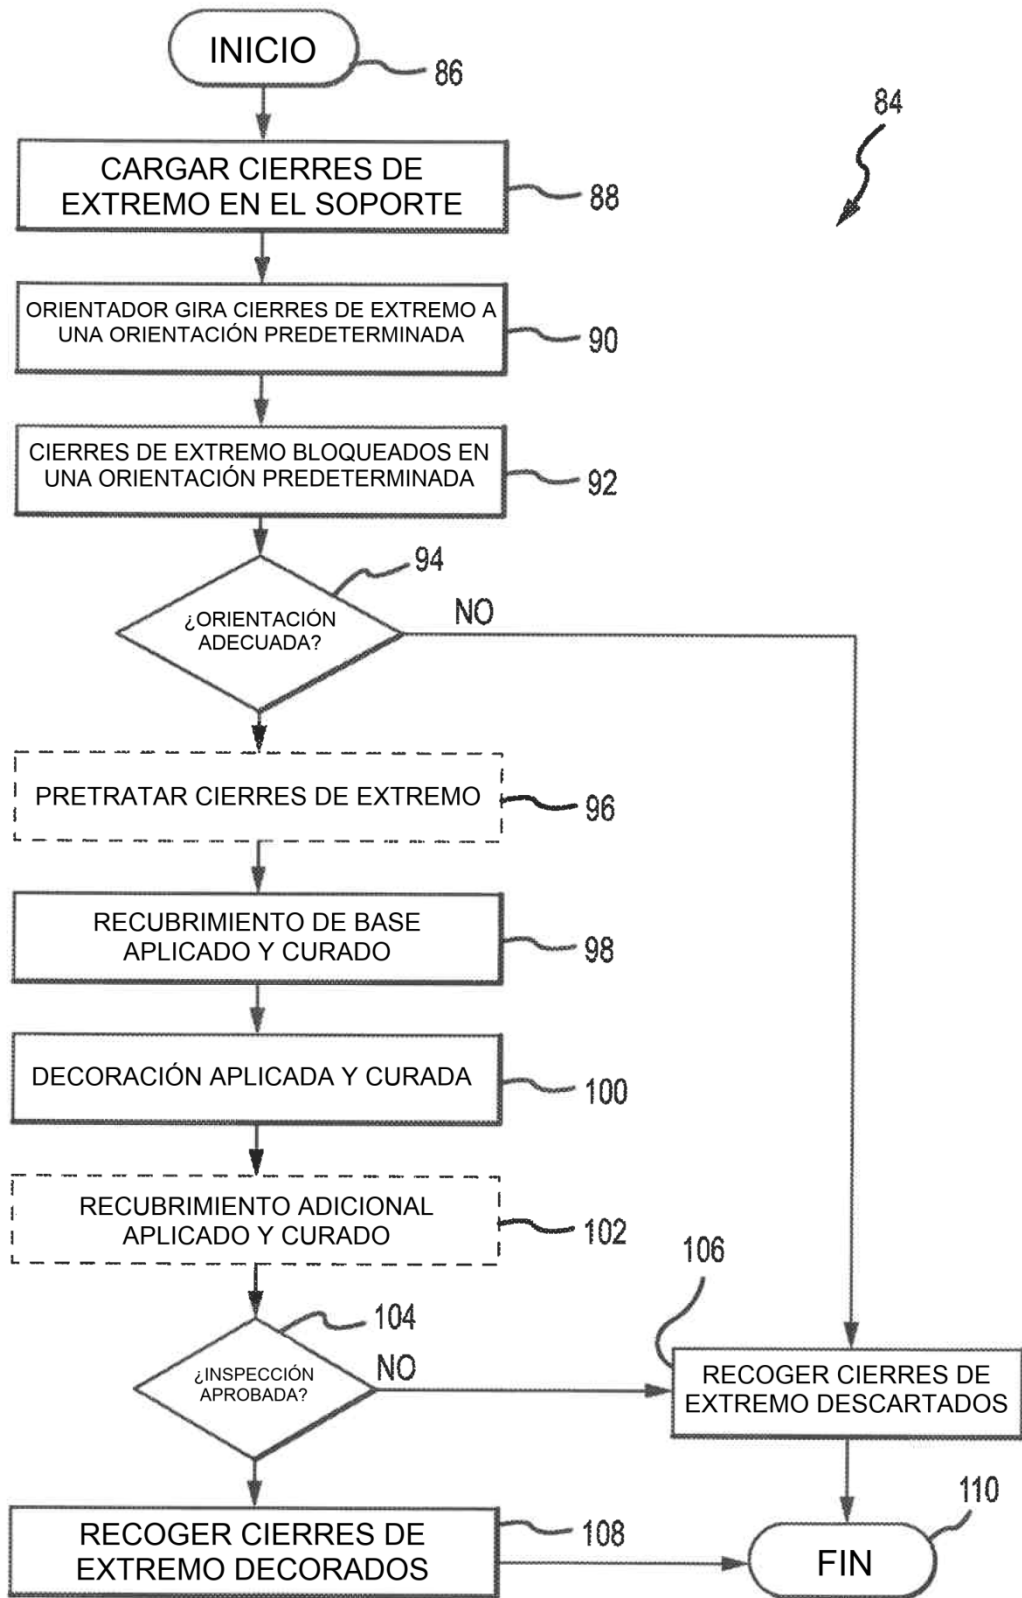 INICIO
86
84
CARGAR CIERRES DE
EXTREMO EN EL SOPORTE
88
ORIENTADOR GIRA CIERRES DE EXTREMO A
UNA ORIENTACIÓN PREDETERMINADA
90
CIERRES DE EXTREMO BLOQUEADOS EN
UNA ORIENTACIÓN PREDETERMINADA
92
94
¿ORIENTACIÓN
ADECUADA?
NO
PRETRATAR CIERRES DE EXTREMO
96
RECUBRIMIENTO DE BASE
APLICADO Y CURADO
98
DECORACIÓN APLICADA Y CURADA
100
RECUBRIMIENTO ADICIONAL
APLICADO Y CURADO
102
104
¿INSPECCIÓN
APROBADA?
NO
106
RECOGER CIERRES DE
EXTREMO DESCARTADOS
RECOGER CIERRES DE
EXTREMO DECORADOS
108
FIN
110